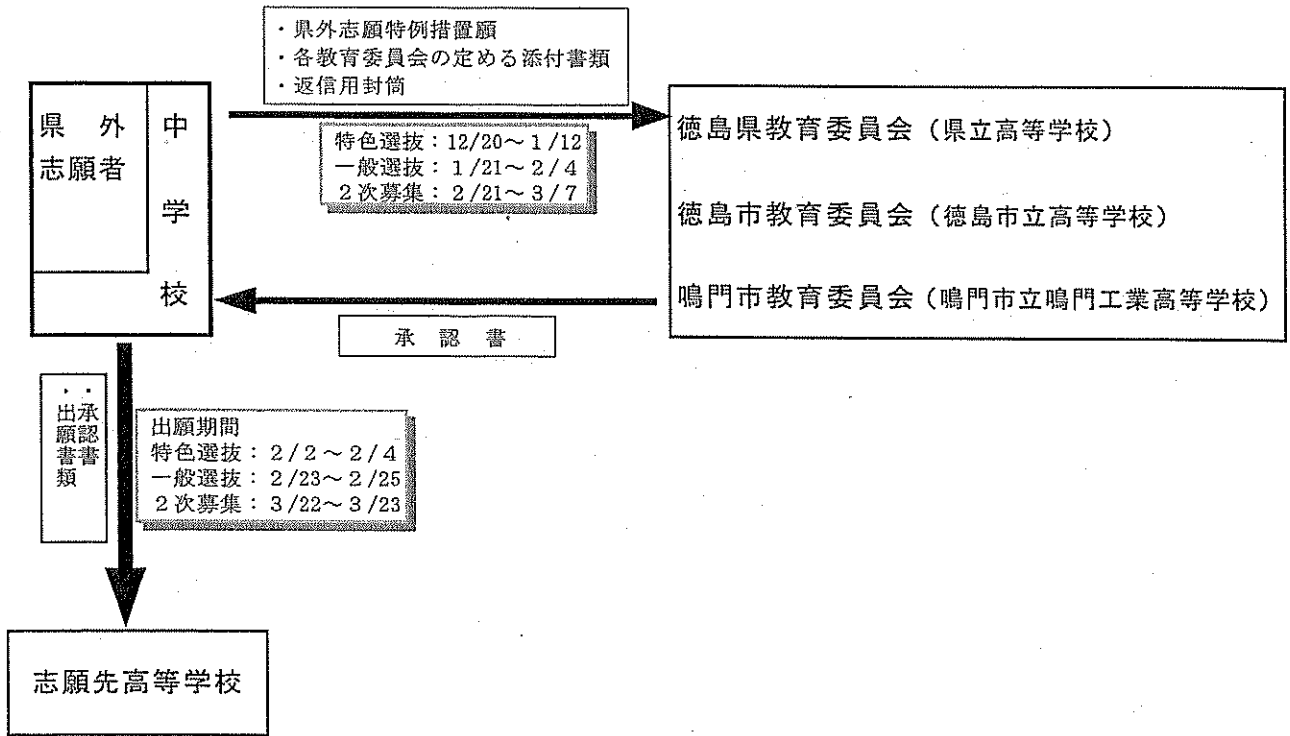 ・県外志願特例措置願
・各教育委員会の定める添付書類
・返信用封筒
県 外
志願者
中学校
特色選抜：12/20～1/12
一般選抜：1/21～2/4
2次募集：2/21～3/7
徳島県教育委員会（県立高等学校）
徳島市教育委員会（徳島市立高等学校）
鳴門市教育委員会（鳴門市立鳴門工業高等学校）
承 認 書
・承認書
・出願書類
出願期間
特色選抜：2/2～2/4
一般選抜：2/23～2/25
2次募集：3/22～3/23
志願先高等学校